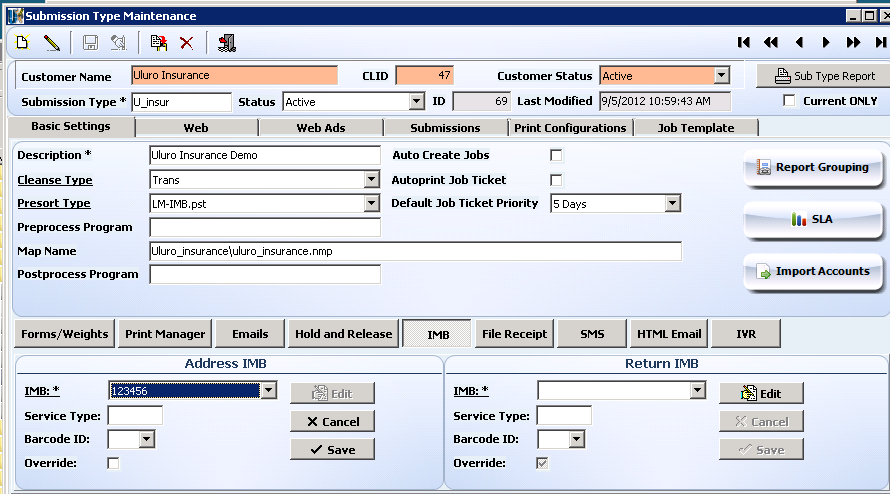 Submission Type Maintenance
Customer Name Uluro Insurance CLID 47 Customer Status Active Sub Type Report
Submission Type * U_insur Status Active ID 69 Last Modified 9/5/2012 10:59:43 AM Current ONLY
Basic Settings Web Web Ads Submissions Print Configurations Job Template
Description * Uluro Insurance Demo Auto Create Jobs
Report Grouping
Cleanse Type Trans Autoprint Job Ticket
Presort Type LM-IMB.pst Default Job Ticket Priority 5 Days
SLA
Preprocess Program
Map Name Uluro_insurance\uluro_insurance.nmp
Postprocess Program
Import Accounts
Forms/Weights Print Manager Emails Hold and Release IMB File Receipt SMS HTML Email IVR
Address IMB
IMB: * 123456 Edit
Service Type: Cancel
Barcode ID: Save
Override:
Return IMB
IMB: * Edit
Service Type: Cancel
Barcode ID: Save
Override: